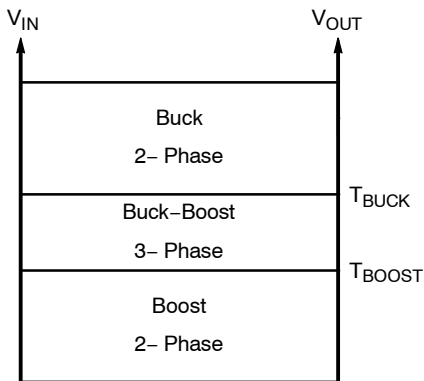 V_IN V_OUT
Buck
2– Phase
T_BUCK
Buck–Boost
3– Phase
T_BOOST
Boost
2– Phase